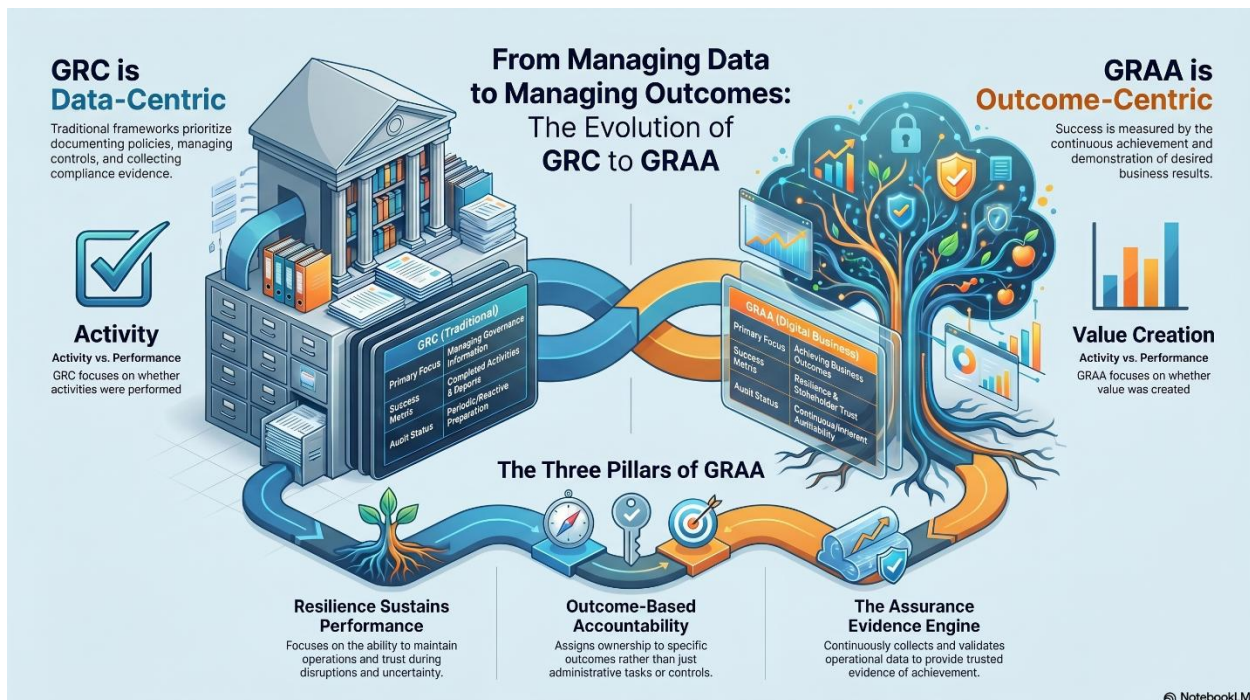 GRC is
Data-Centric
Traditional frameworks prioritize
documenting policies, managing
controls, and collecting
compliance evidence.
Activity
Activity vs. Performance
GRC focuses on whether
activities were performed
From Managing Data
to Managing Outcomes:
The Evolution of
GRC to GRAA
GRAA is
Outcome-Centric
Success is measured by the
continuous achievement and
demonstration of desired
business results.
Value Creation
Activity vs. Performance
GRAA focuses on whether
value was created
GRC (Traditional)
Primary Focus
Managing Governance
Information
Success
Metris
Completed Activities
& Deports
Audit Status
Periodic/Reactive
Preparation
GRAA (Digital Business)
Primary Focus
Achieving Business
Outcomes
Success
Metris
Resilience &
Stoheholder Trust
Audit Status
The Three Pillars of GRAA
Resilience Sustains
Performance
Focuses on the ability to maintain
operations and trust during
disruptions and uncertainty.
Outcome-Based
Accountability
Assigns ownership to specific
outcomes rather than just
administrative tasks or controls.
The Assurance
Evidence Engine
Continuously collects and validates
operational data to provide trusted
evidence of achievement.
NotebookLM